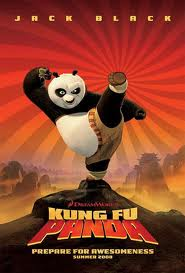 JACK BLACK
DREAMWORKS
KUNG FU
PANDA
PREPARE FOR AWESOMENESS
SUMMER 2008